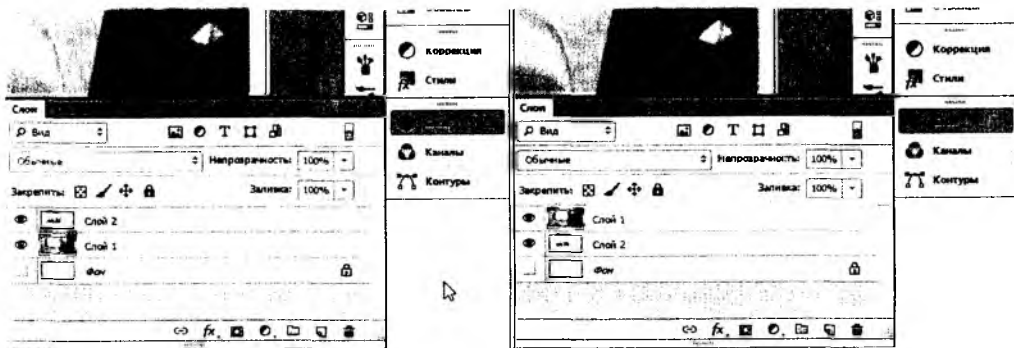 Коррекция
Стили
Слои
Вид
Обычные
Непрозрачность: 100%
Закрепить:
Заливка: 100%
Слой 2
Слой 1
Фон
Каналы
Контуры
Коррекция
Стили
Слои
Вид
Обычные
Непрозрачность: 100%
Закрепить:
Заливка: 100%
Слой 1
Слой 2
Фон
Каналы
Контуры